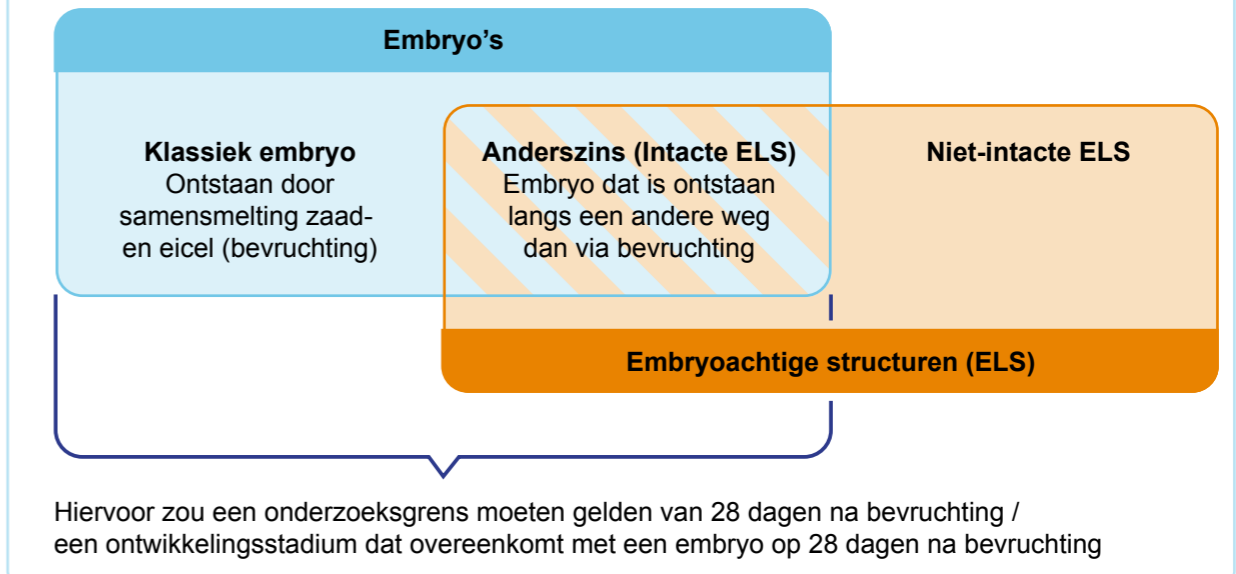 Embryo's
Klassiek embryo
Ontstaan door
samensmelting zaad-
en eicel (bevruchting)
Anderszins (Intacte ELS)
Embryo dat is ontstaan
langs een andere weg
dan via bevruchting
Niet-intacte ELS
Embryoachtige structuren (ELS)
Hiervoor zou een onderzoeksgrens moeten gelden van 28 dagen na bevruchting /
een ontwikkelingsstadium dat overeenkomt met een embryo op 28 dagen na bevruchting